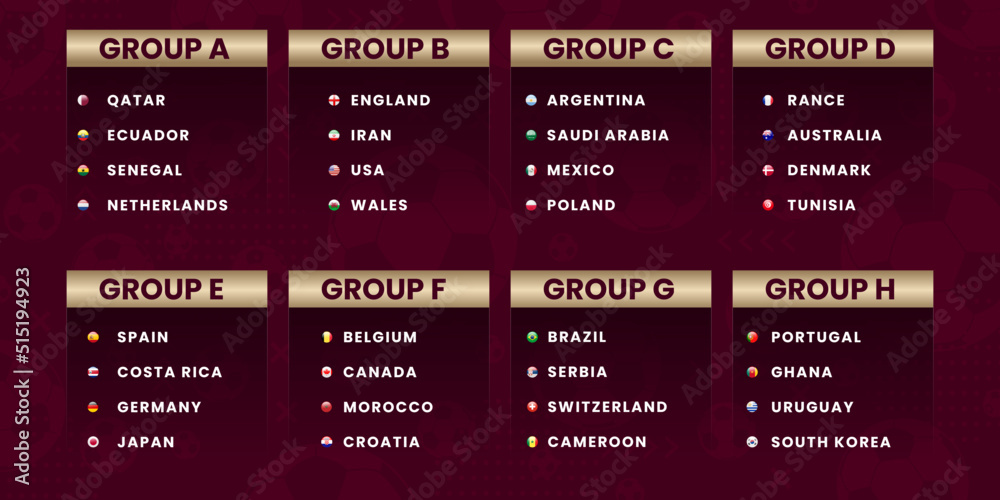 GROUP A
QATAR
ECUADOR
SENEGAL
NETHERLANDS
GROUP B
ENGLAND
IRAN
USA
WALES
GROUP C
ARGENTINA
SAUDI ARABIA
MEXICO
POLAND
GROUP D
RANCE
AUSTRALIA
DENMARK
TUNISIA
GROUP E
SPAIN
COSTA RICA
GERMANY
JAPAN
GROUP F
BELGIUM
CANADA
MOROCCO
CROATIA
GROUP G
BRAZIL
SERBIA
SWITZERLAND
CAMEROON
GROUP H
PORTUGAL
GHANA
URUGUAY
SOUTH KOREA
Adobe Stock | #515194923